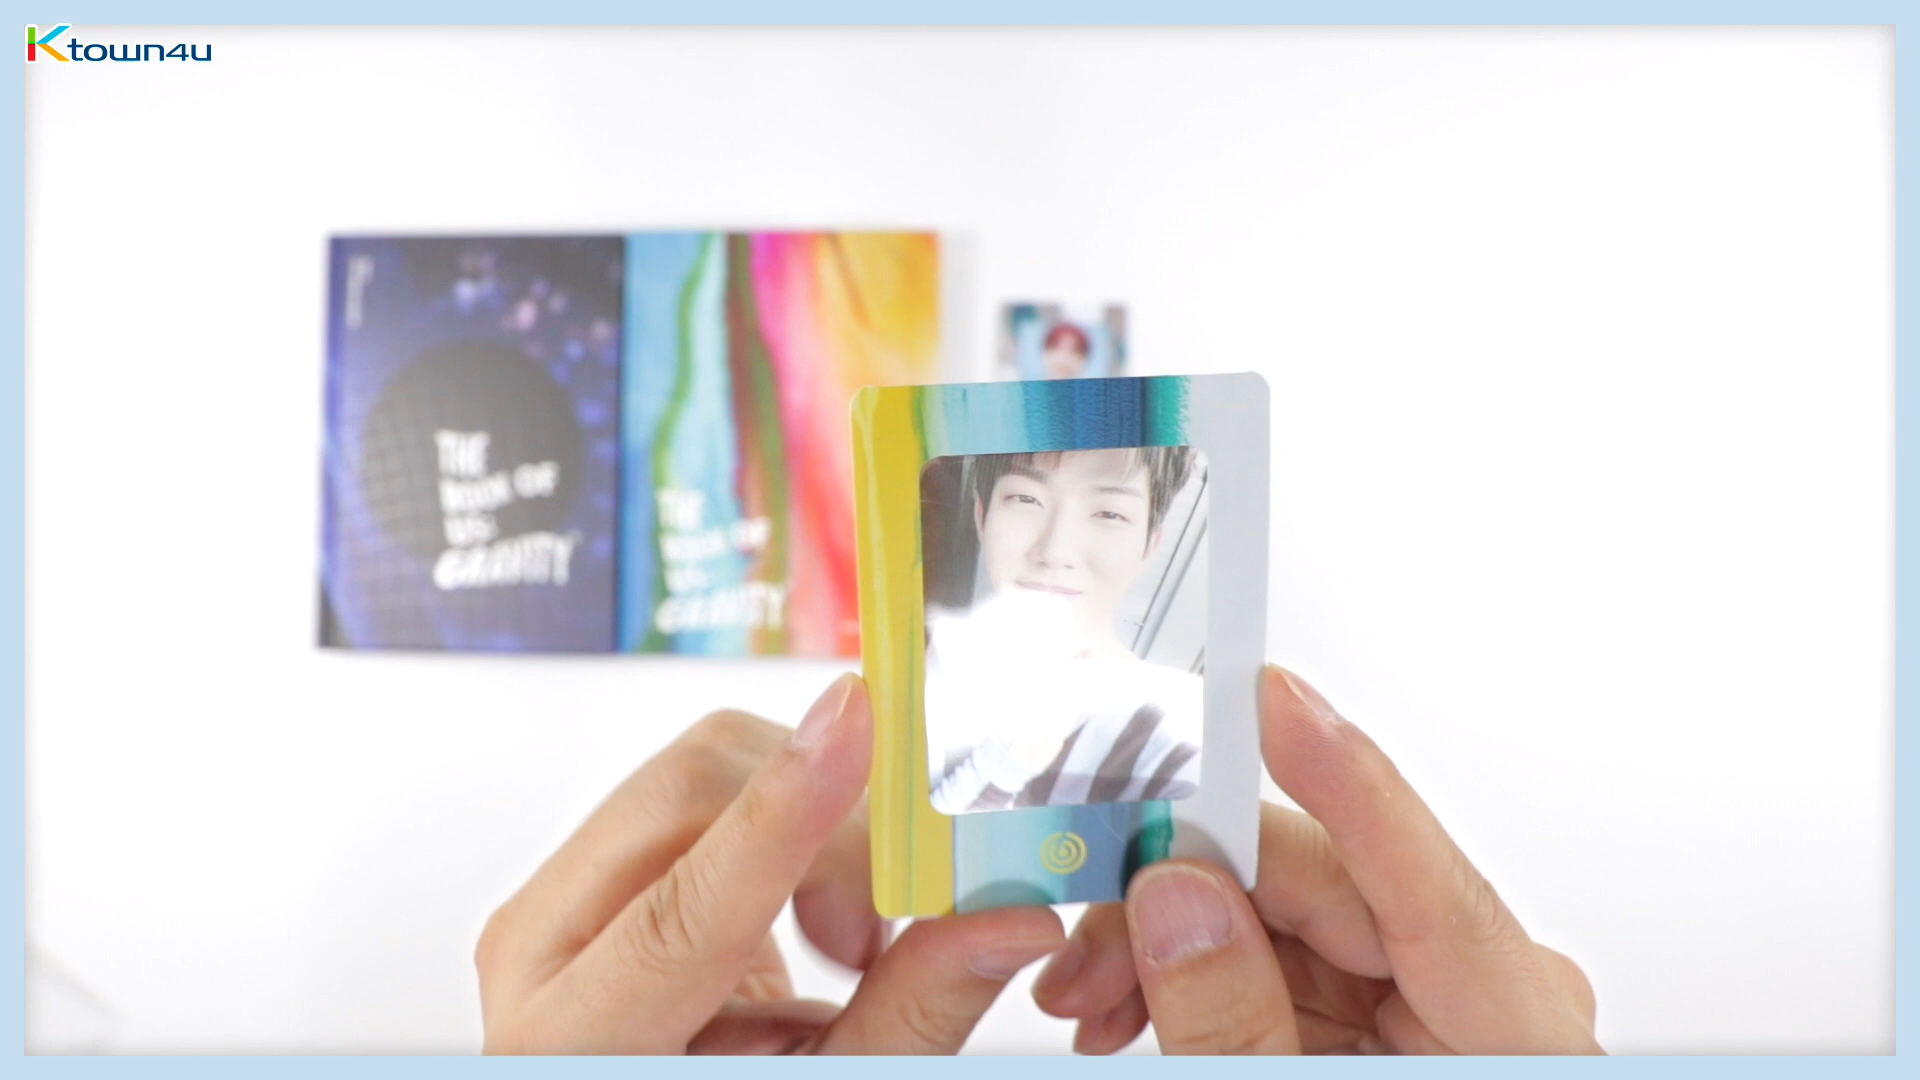 Ktown4u
THE
BOOK OF
US:
GRAVITY
THE
BOOK OF
US:
GRAVITY